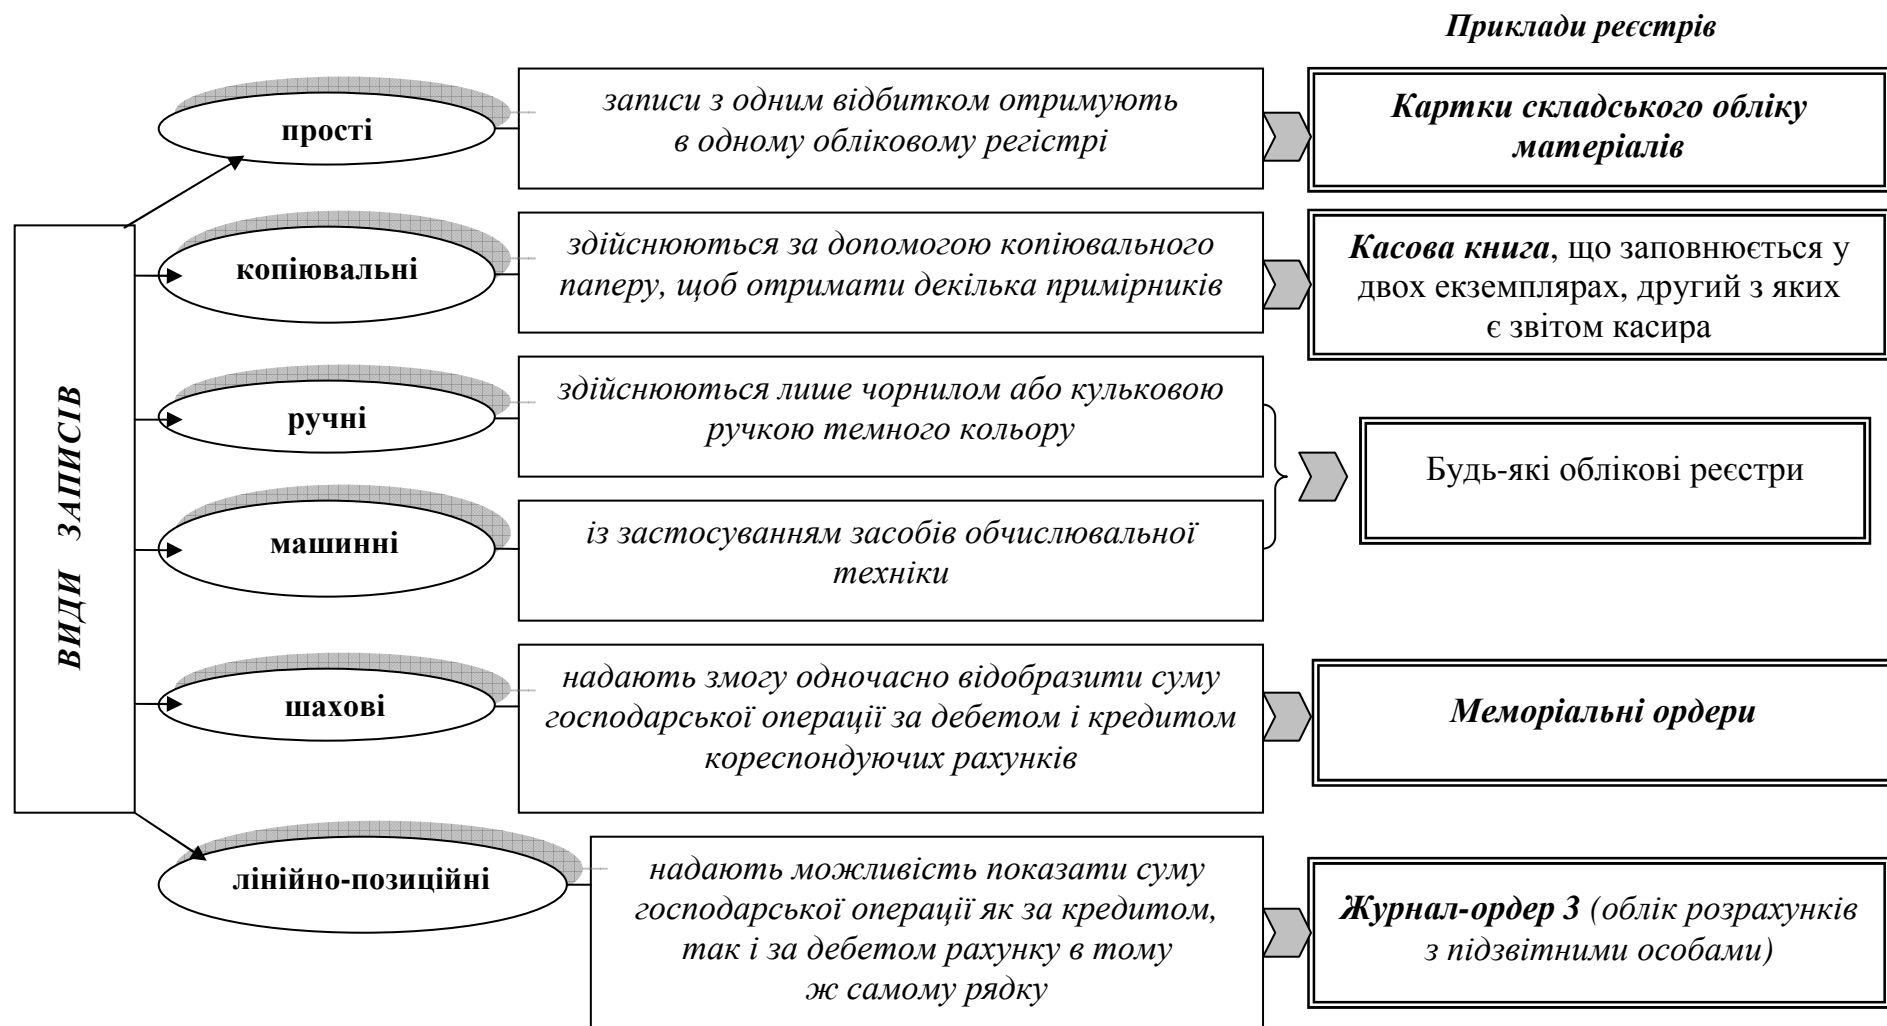 Приклади реєстрів
прості
записи з одним відбитком отримують
в одному обліковому регістрі
Картки складського обліку
матеріалів
копіювальні
здійснюються за допомогою копіювального
паперу, щоб отримати декілька примірників
Касова книга, що заповнюється у
двох екземплярах, другий з яких
є звітом касира
ВИДИ ЗАПИСІВ
ручні
здійснюються лише чорнилом або кульковою
ручкою темного кольору
Будь-які облікові реєстри
машинні
із застосуванням засобів обчислювальної
техніки
шахові
надають змогу одночасно відобразити суму
господарської операції за дебетом і кредитом
кореспондуючих рахунків
Меморіальні ордери
лінійно-позиційні
надають можливість показати суму
господарської операції як за кредитом,
так і за дебетом рахунку в тому
ж самому рядку
Журнал-ордер 3 (облік розрахунків
з підзвітними особами)